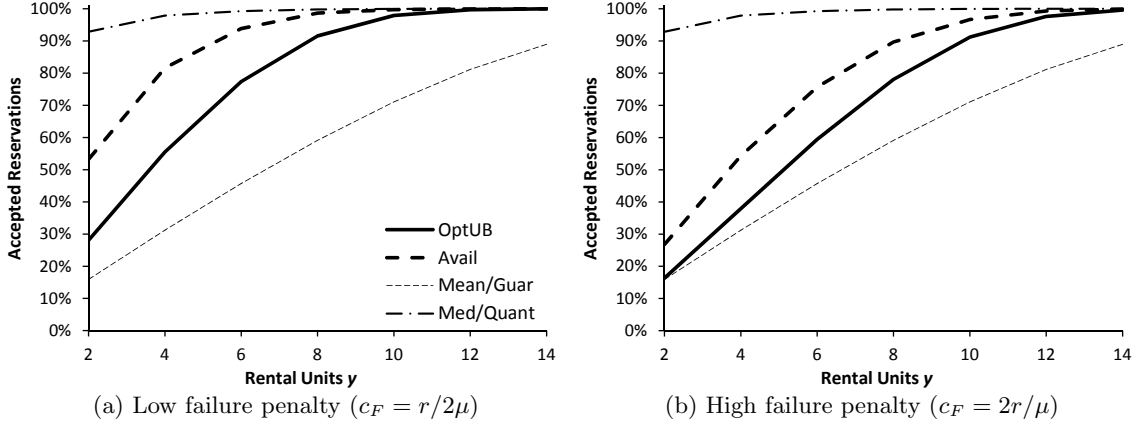 100%
90%
80%
70%
60%
50%
40%
30%
20%
10%
0%
Accepted Reservations
OptUB
Avail
Mean/Guar
Med/Quant
2 4 6 8 10 12 14
Rental Units y
(a) Low failure penalty (c_F = r/2μ)
100%
90%
80%
70%
60%
50%
40%
30%
20%
10%
0%
Accepted Reservations
2 4 6 8 10 12 14
Rental Units y
(b) High failure penalty (c_F = 2r/μ)